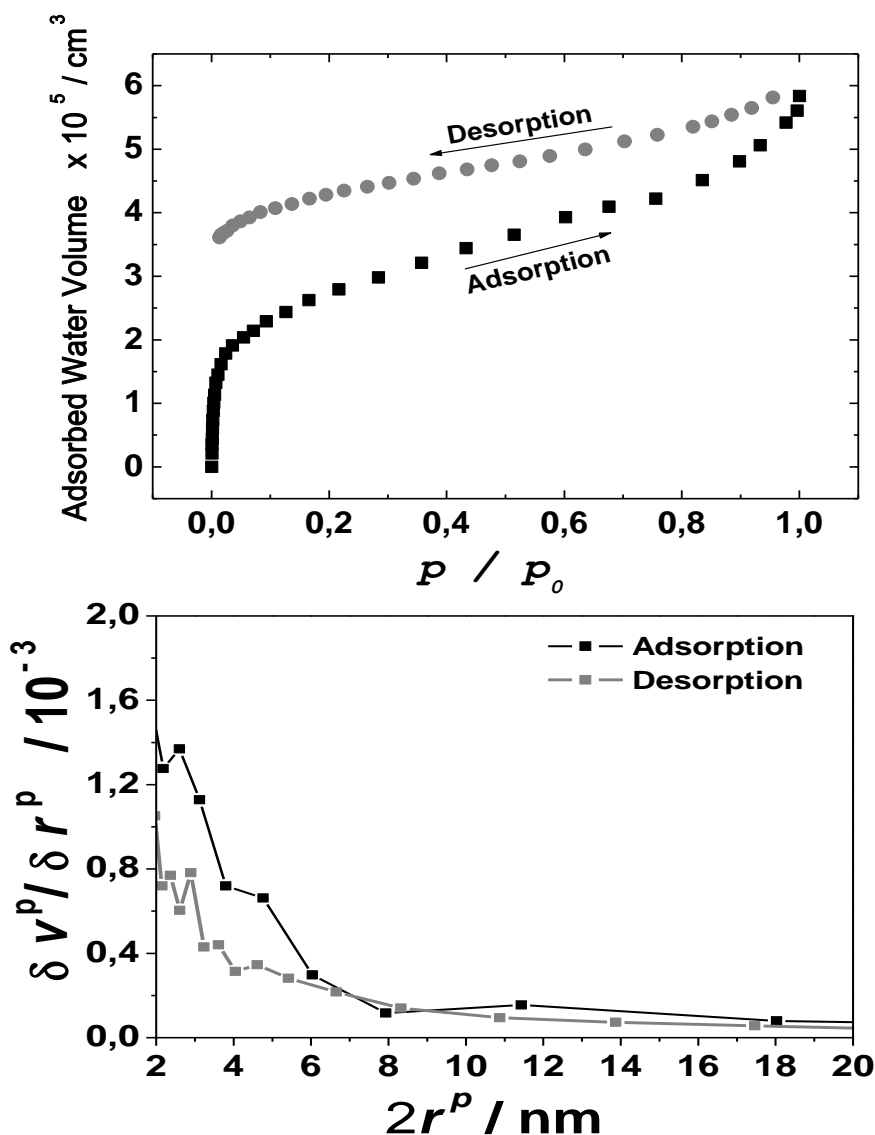 Adsorbed Water Volume x 10 5 / cm 3
6
5
4
3
2
1
0
Desorption
Adsorption
0,0 0,2 0,4 0,6 0,8 1,0
p / p0
δ v p / δ r p / 10 -3
2,0
1,6
1,2
0,8
0,4
0,0
Adsorption
Desorption
2 4 6 8 10 12 14 16 18 20
2r p / nm